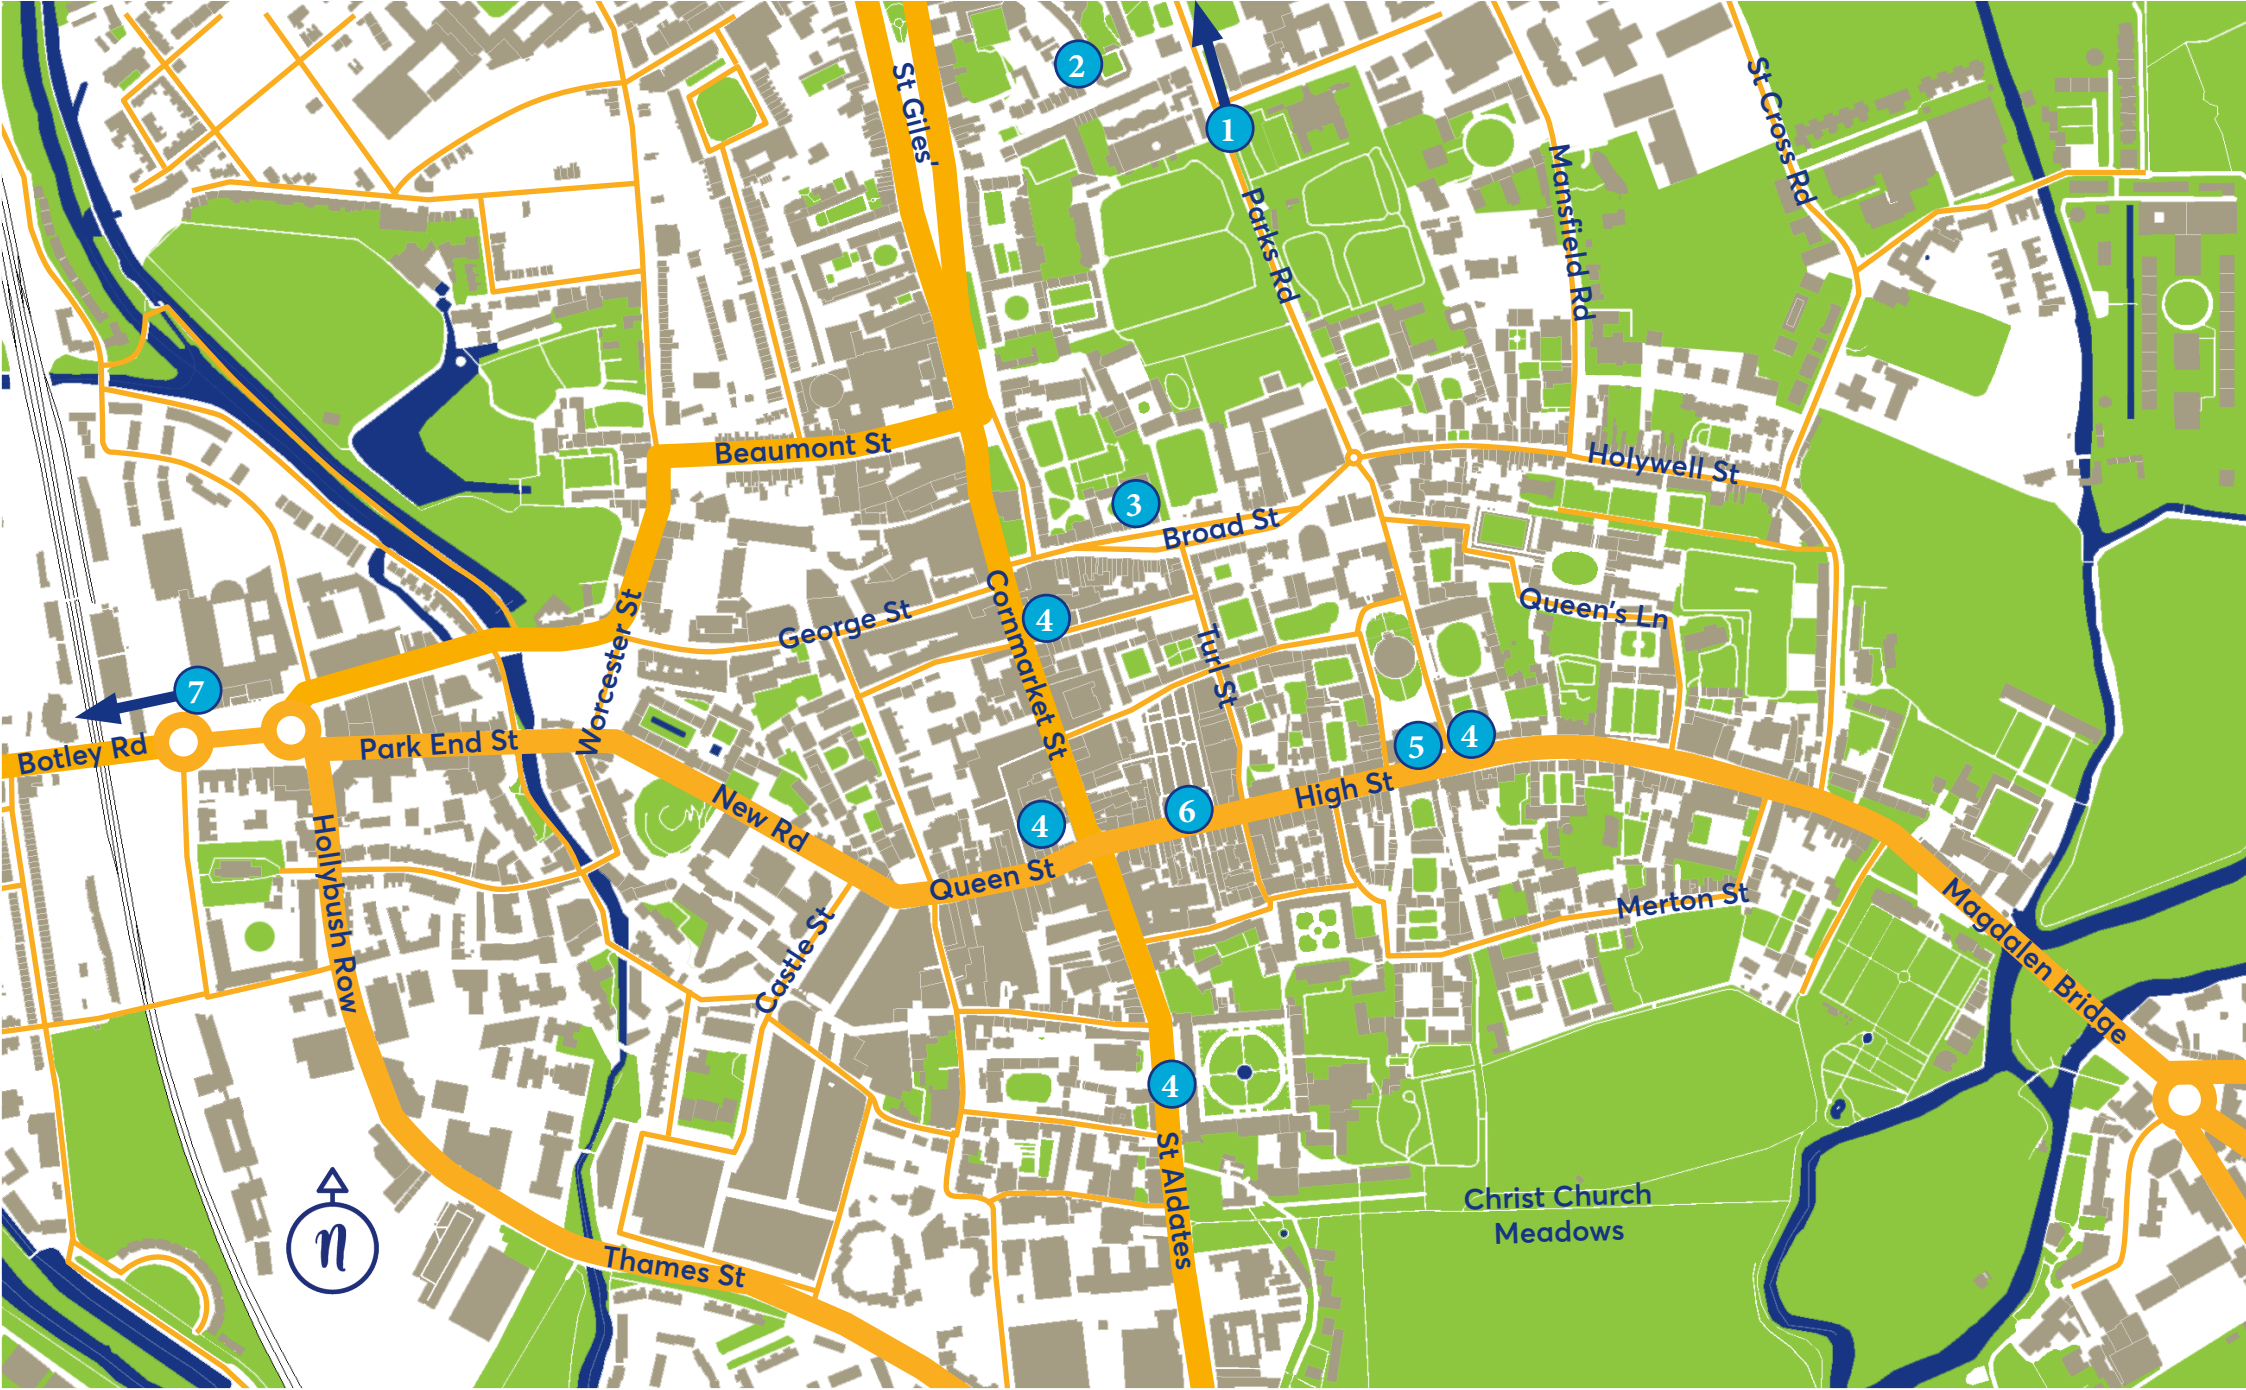 2
St Giles'
St Cross Rd
1
Mansfield Rd
Parks Rd
Beaumont St
Holywell St
3
Broad St
Cornmarket St
4
George St
Queen's Ln
Worcester St
Turl St
7
Botley Rd
Park End St
5
4
New Rd
High St
6
4
Hollybush Row
Queen St
Merton St
Magdalen Bridge
Castle St
4
St Aldates
n
Christ Church
Meadows
Thames St